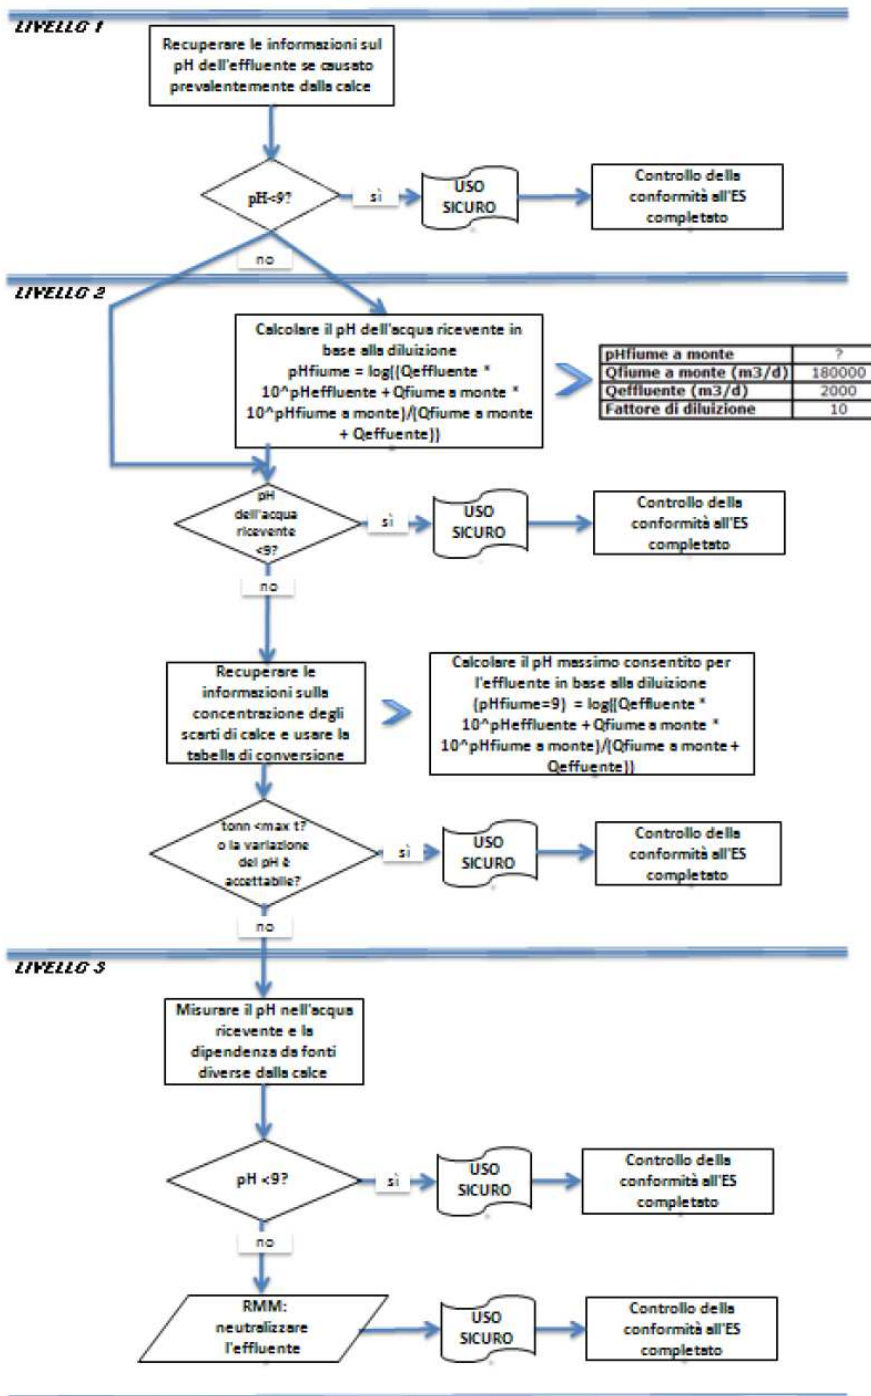 LIVELLO 1
Recuperare le informazioni sul
pH dell'effluente se causato
prevalentemente dalla calce
pH<9?
sì
USO
SICURO
Controllo della
conformità all'ES
completato
no
LIVELLO 2
Calcolare il pH dell'acqua ricevente in
base alla diluizione
pHfiume = log((Qeffluente *
10^pHeffluente + Qfiume a monte *
10^pHfiume a monte)/(Qfiume a monte
+ Qeffuente))
pHfiume a monte ?
Qfiume a monte (m3/d) 180000
Qeffluente (m3/d) 2000
Fattore di diluizione 10
pH
dell'acqua
ricevente
<9?
sì
USO
SICURO
Controllo della
conformità all'ES
completato
no
Recuperare le
informazioni sulla
concentrazione degli
scarti di calce e usare la
tabella di conversione
Calcolare il pH massimo consentito per
l'effluente in base alla diluizione
(pHfiume=9) = log((Qeffluente *
10^pHeffluente + Qfiume a monte *
10^pHfiume a monte)/(Qfiume a monte +
Qeffuente))
tonn <max t?
o la variazione
del pH è
accettabile?
sì
USO
SICURO
Controllo della
conformità all'ES
completato
no
LIVELLO 3
Misurare il pH nell'acqua
ricevente e la
dipendenza da fonti
diverse dalla calce
pH <9?
sì
USO
SICURO
Controllo della
conformità all'ES
completato
no
RMM:
neutralizzare
l'effluente
USO
SICURO
Controllo della
conformità all'ES
completato